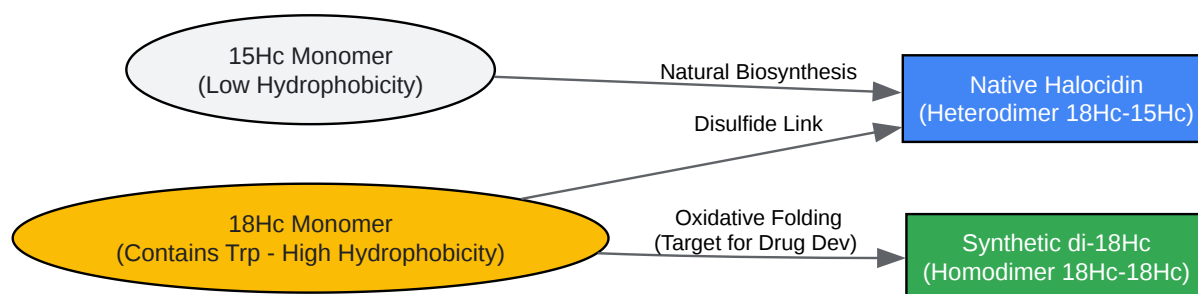 15Hc Monomer
(Low Hydrophobicity)
Natural Biosynthesis
Native Halocidin
(Heterodimer 18Hc-15Hc)
Disulfide Link
18Hc Monomer
(Contains Trp - High Hydrophobicity)
Oxidative Folding
(Target for Drug Dev)
Synthetic di-18Hc
(Homodimer 18Hc-18Hc)